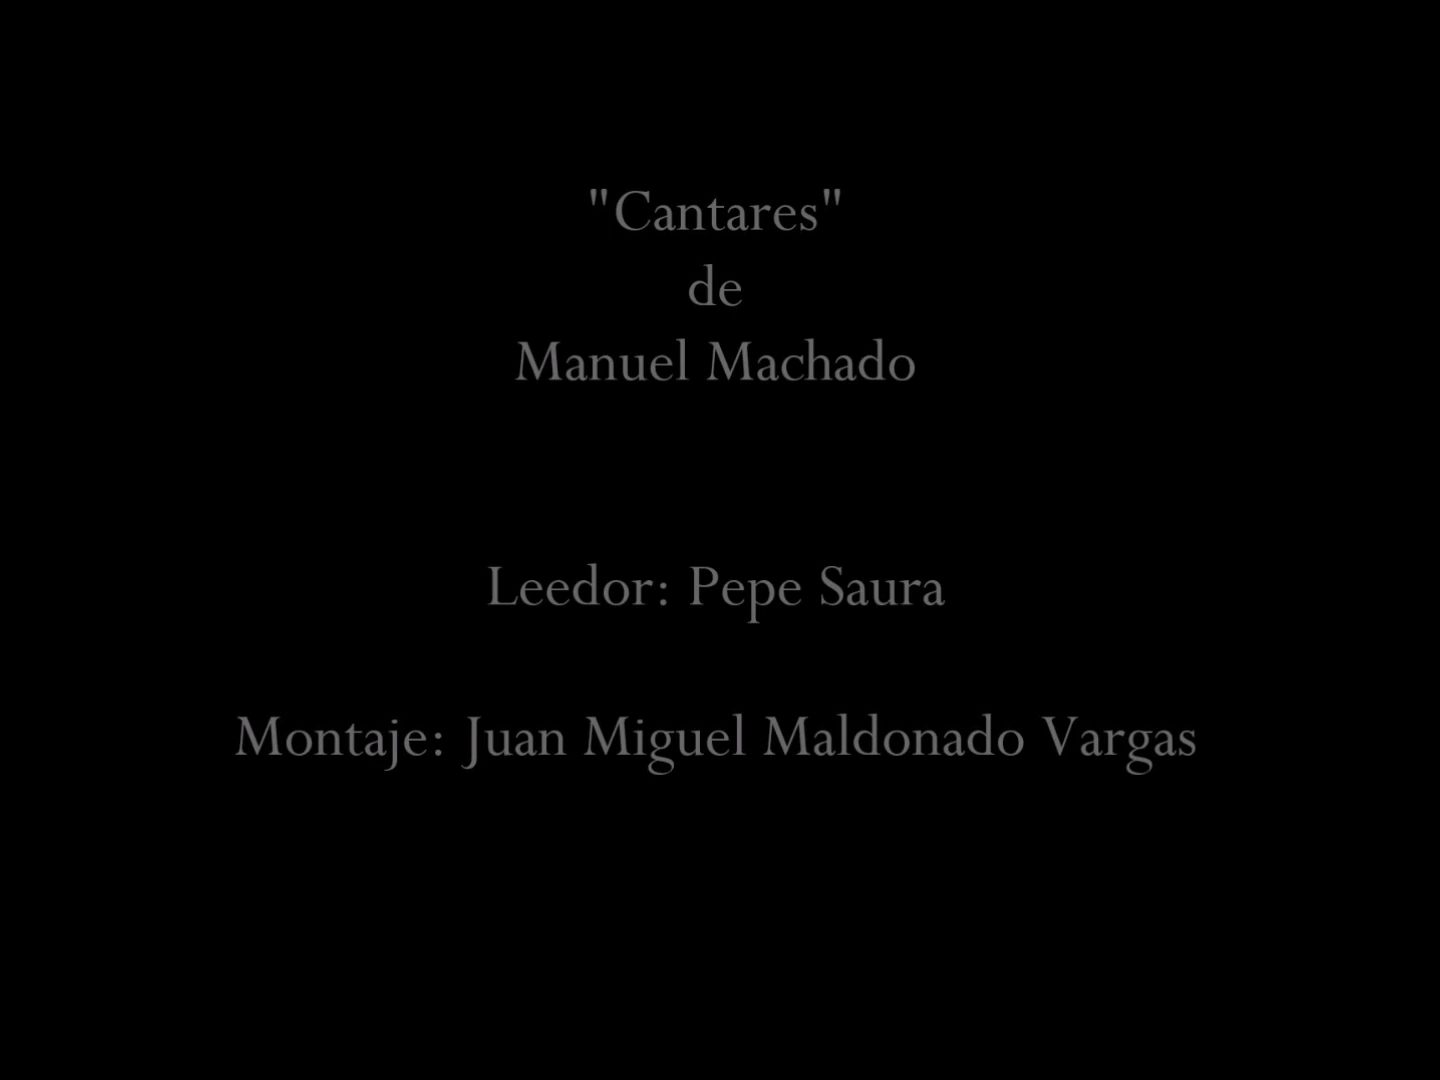 "Cantares"
de
Manuel Machado
Leedor: Pepe Saura
Montaje: Juan Miguel Maldonado Vargas